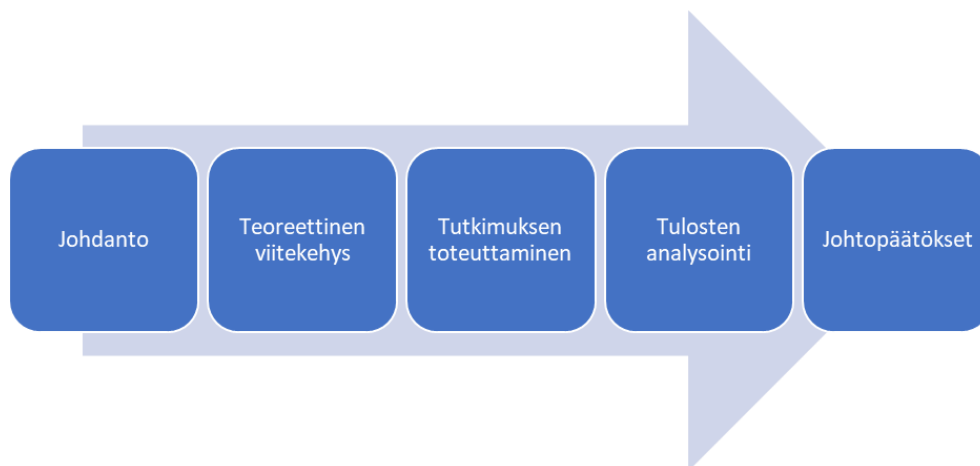 Johdanto
Teoreettinen
viitekehys
Tutkimuksen
toteuttaminen
Tulosten
analysointi
Johtopäätökset